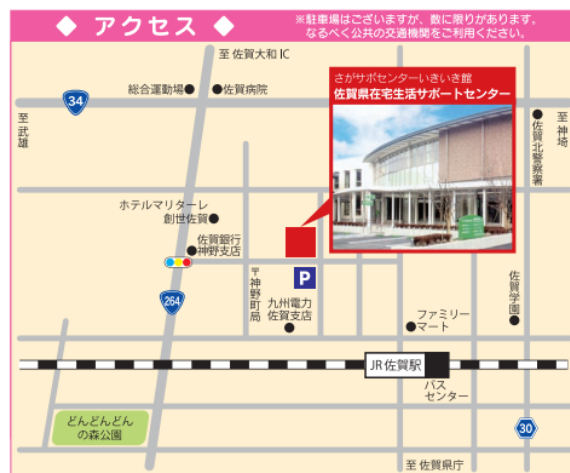 ◆ アクセス ◆
※駐車場はございますが、数に限りがあります。
なるべく公共の交通機関をご利用ください。
至 佐賀大和 IC
総合運動場
佐賀病院
34
至 武雄
さがサポセンターいきいき館
佐賀県在宅生活サポートセンター
至 神埼
佐賀北警察署
ホテルマリターレ
創世佐賀
佐賀銀行
神野支店
264
〒神野町局
P
九州電力
佐賀支店
ファミリー
マート
佐賀学園
JR 佐賀駅
バス
センター
どんどんどん
の森公園
30
至 佐賀県庁